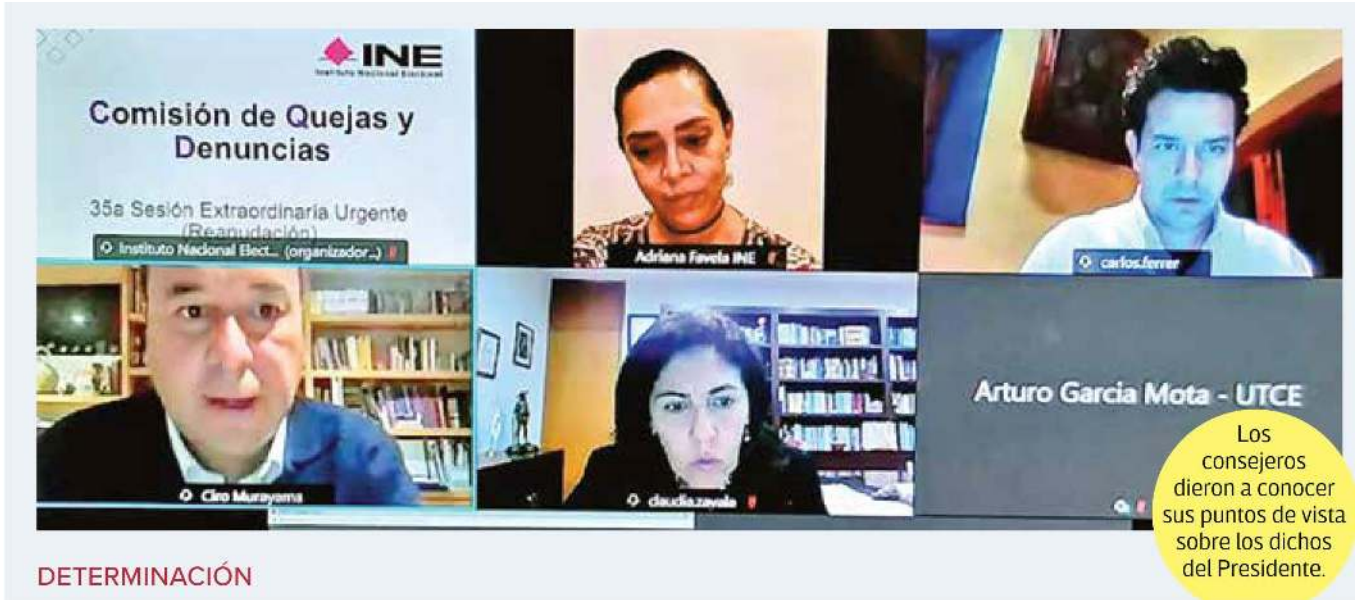 INE
Instituto Nacional Electoral
Comisión de Quejas y
Denuncias
35a Sesión Extraordinaria Urgente
(Reanudación)
Instituto Nacional Elect... (organizador...)
Adriana Favela INE
carlos.ferrer
Ciro Murayama
claudia.zavala
Arturo Garcia Mota - UTCE
Los
consejeros
dieron a conocer
sus puntos de vista
sobre los dichos
del Presidente.
DETERMINACIÓN